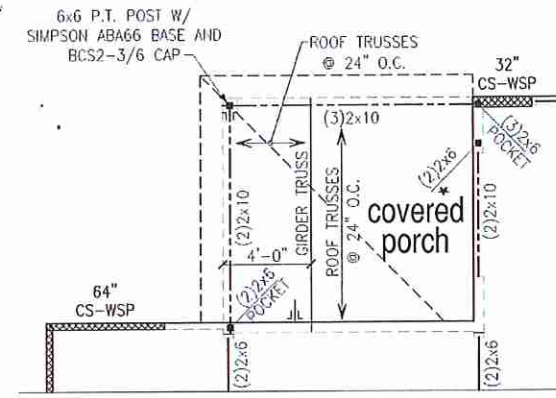 6x6 P.T. POST W/
SIMPSON ABA66 BASE AND
BCS2-3/6 CAP
ROOF TRUSSES
@ 24" O.C.
32"
CS-WSP
(3)2x10
(3)2x6
POCKET
(2)2x6
*
(2)2x10
GIRDER TRUSS
ROOF TRUSSES
@ 24" O.C.
covered
porch
(2)2x10
4'-0"
(2)2x6
POCKET
64"
CS-WSP
(2)2x6
(2)2x6